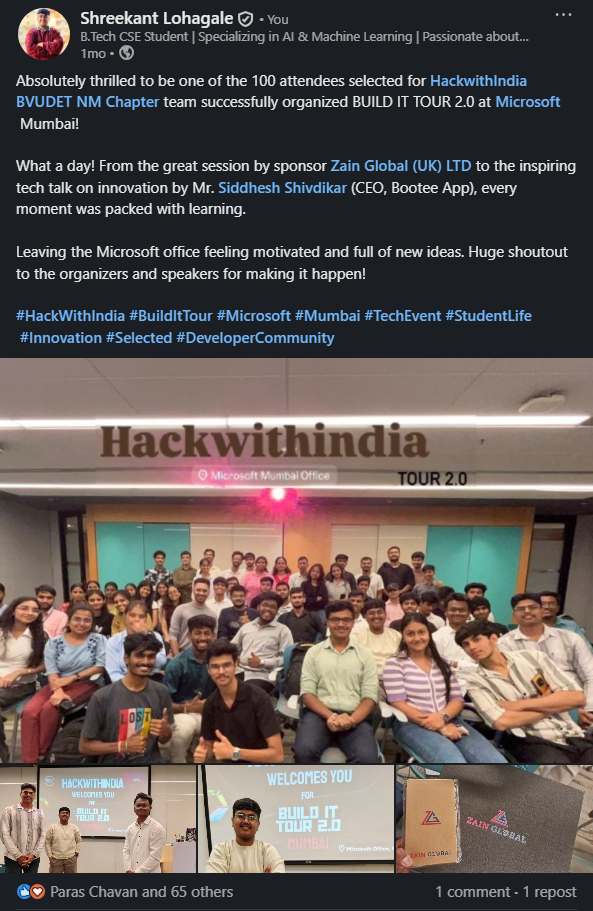 Shreekant Lohagale • You
B.Tech CSE Student | Specializing in AI & Machine Learning | Passionate about...
1mo •
Absolutely thrilled to be one of the 100 attendees selected for HackwithIndia
BVUDET NM Chapter team successfully organized BUILD IT TOUR 2.0 at Microsoft
Mumbai!
What a day! From the great session by sponsor Zain Global (UK) LTD to the inspiring
tech talk on innovation by Mr. Siddhesh Shivdikar (CEO, Bootee App), every
moment was packed with learning.
Leaving the Microsoft office feeling motivated and full of new ideas. Huge shoutout
to the organizers and speakers for making it happen!
#HackWithIndia #BuildItTour #Microsoft #Mumbai #TechEvent #StudentLife
#Innovation #Selected #DeveloperCommunity
Hackwithindia
Microsoft Mumbai Office
TOUR 2.0
LOST
HACKWITHINDIA
WELCOMES YOU
FOR
BUILD IT
TOUR 2.0
MUMBAI
WELCOMES YOU
FOR
BUILD IT
TOUR 2.0
MUMBAI
Microsoft Office,
ZAIN GLOBAL
ZAIN GLOBAL
Paras Chavan and 65 others
1 comment • 1 repost